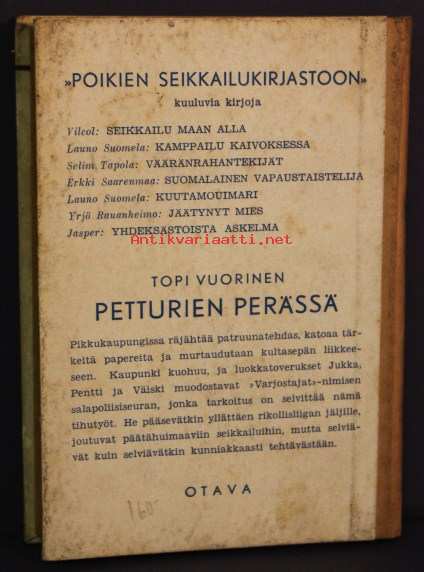 »POIKIEN SEIKKAILUKIRJASTOON»
kuuluvia kirjoja
Vilcol: SEIKKAILU MAAN ALLA
Launo Suomela: KAMPPAILU KAIVOKSESSA
Selim Tapola: VÄÄRÄNRAHANTEKIJÄT
Erkki Saarenmaa: SUOMALAINEN VAPAUSTAISTELIJA
Launo Suomela: KUUTAMOUIMARI
Yrjö Rauanheimo: JÄÄTYNYT MIES
Jasper: YHDEKSÄSTOISTA ASKELMA
Antikvariaatti.net
TOPI VUORINEN
PETTURIEN PERÄSSÄ
Pikkukaupungissa räjähtää patruunatehdas, katoaa tär-
keitä papereita ja murtaudutaan kultasepän liikkee-
seen. Kaupunki kuohuu, ja luokkatoverukset Jukka,
Pentti ja Väiski muodostavat »Varjostajat»-nimisen
salapoliisiseuran, jonka tarkoitus on selvittää nämä
tihutyöt. He pääsevätkin yllättäen rikollisliigan jäljille,
joutuvat päätähuimaaviin seikkailuihin, mutta selviä-
vät kuin selviävätkin kunniakkaasti tehtävästään.
OTAVA
160